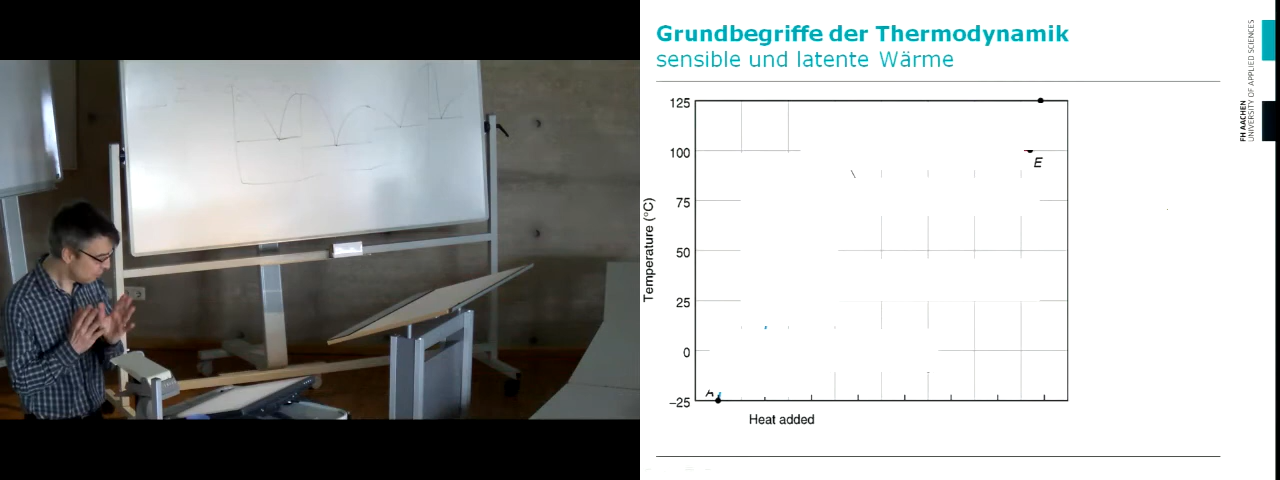 Grundbegriffe der Thermodynamik
sensible und latente Wärme
FH AACHEN
UNIVERSITY OF APPLIED SCIENCES
125
100
E
75
Temperature (°C)
50
25
0
−25
Heat added